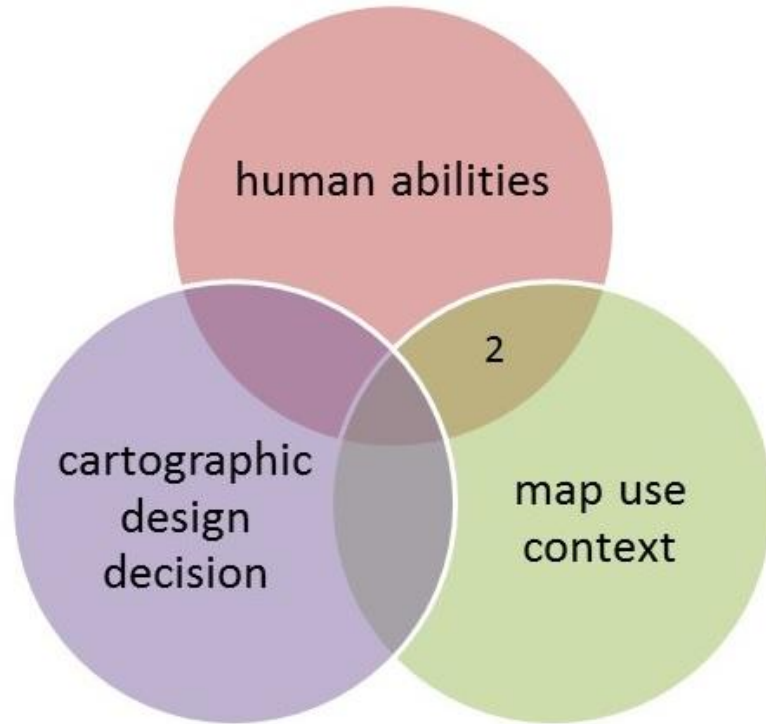 human abilities
2
cartographic
design
decision
map use
context